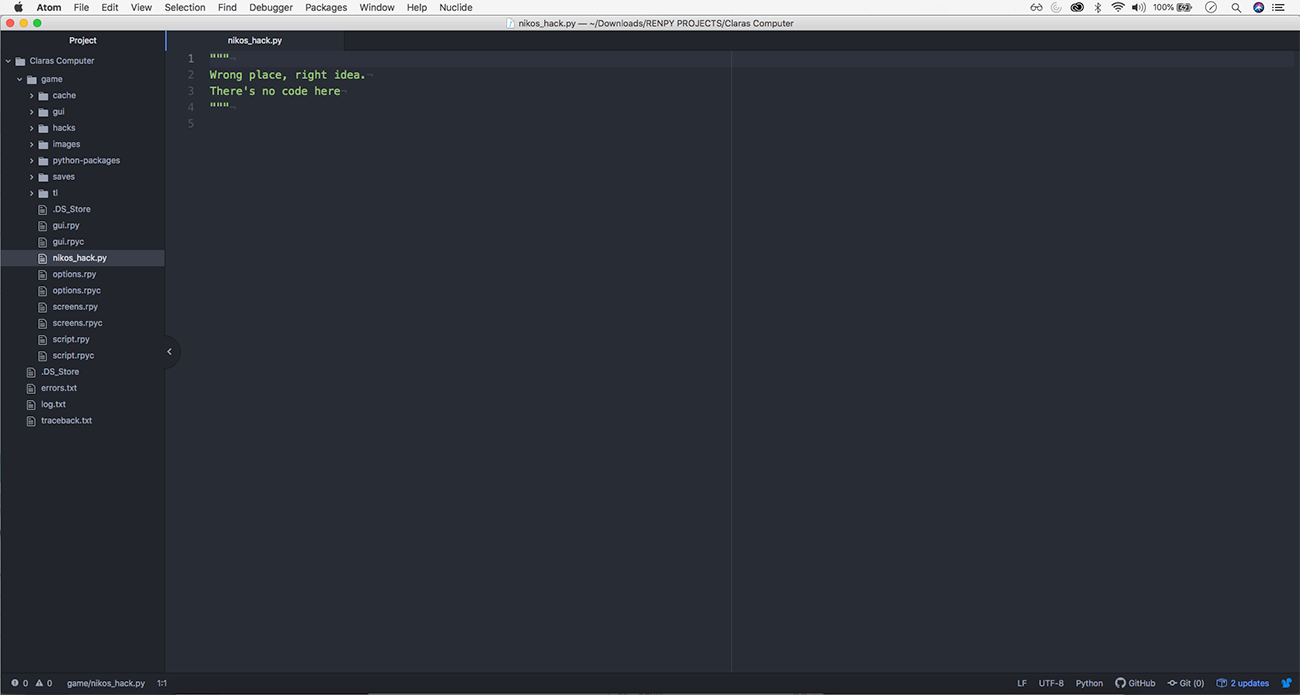 Atom File Edit View Selection Find Debugger Packages Window Help Nuclide 100%
nikos_hack.py — ~/Downloads/RENPY PROJECTS/Claras Computer
Project
nikos_hack.py
Claras Computer
game
cache
gui
hacks
images
python-packages
saves
tl
.DS_Store
gui.rpy
gui.rpyc
nikos_hack.py
options.rpy
options.rpyc
screens.rpy
screens.rpyc
script.rpy
script.rpyc
.DS_Store
errors.txt
log.txt
traceback.txt
1 """
2 Wrong place, right idea.
3 There's no code here
4 """
5
0 0 game/nikos_hack.py 1:1 LF UTF-8 Python GitHub Git (0) 2 updates